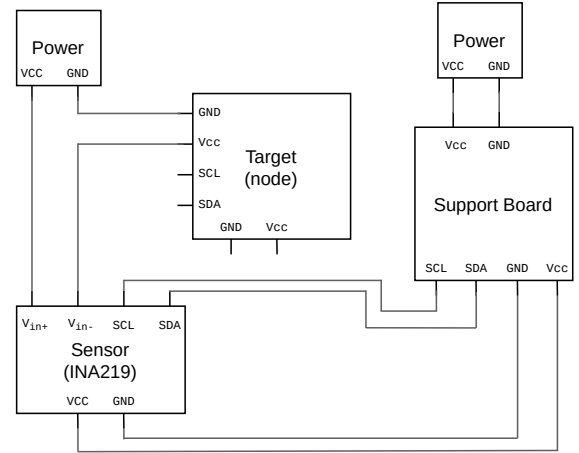 Power
VCC GND
Power
VCC GND
GND
Vcc
SCL
SDA
Target
(node)
GND Vcc
Vcc GND
Support Board
SCL SDA GND Vcc
Vin+ Vin- SCL SDA
Sensor
(INA219)
VCC GND